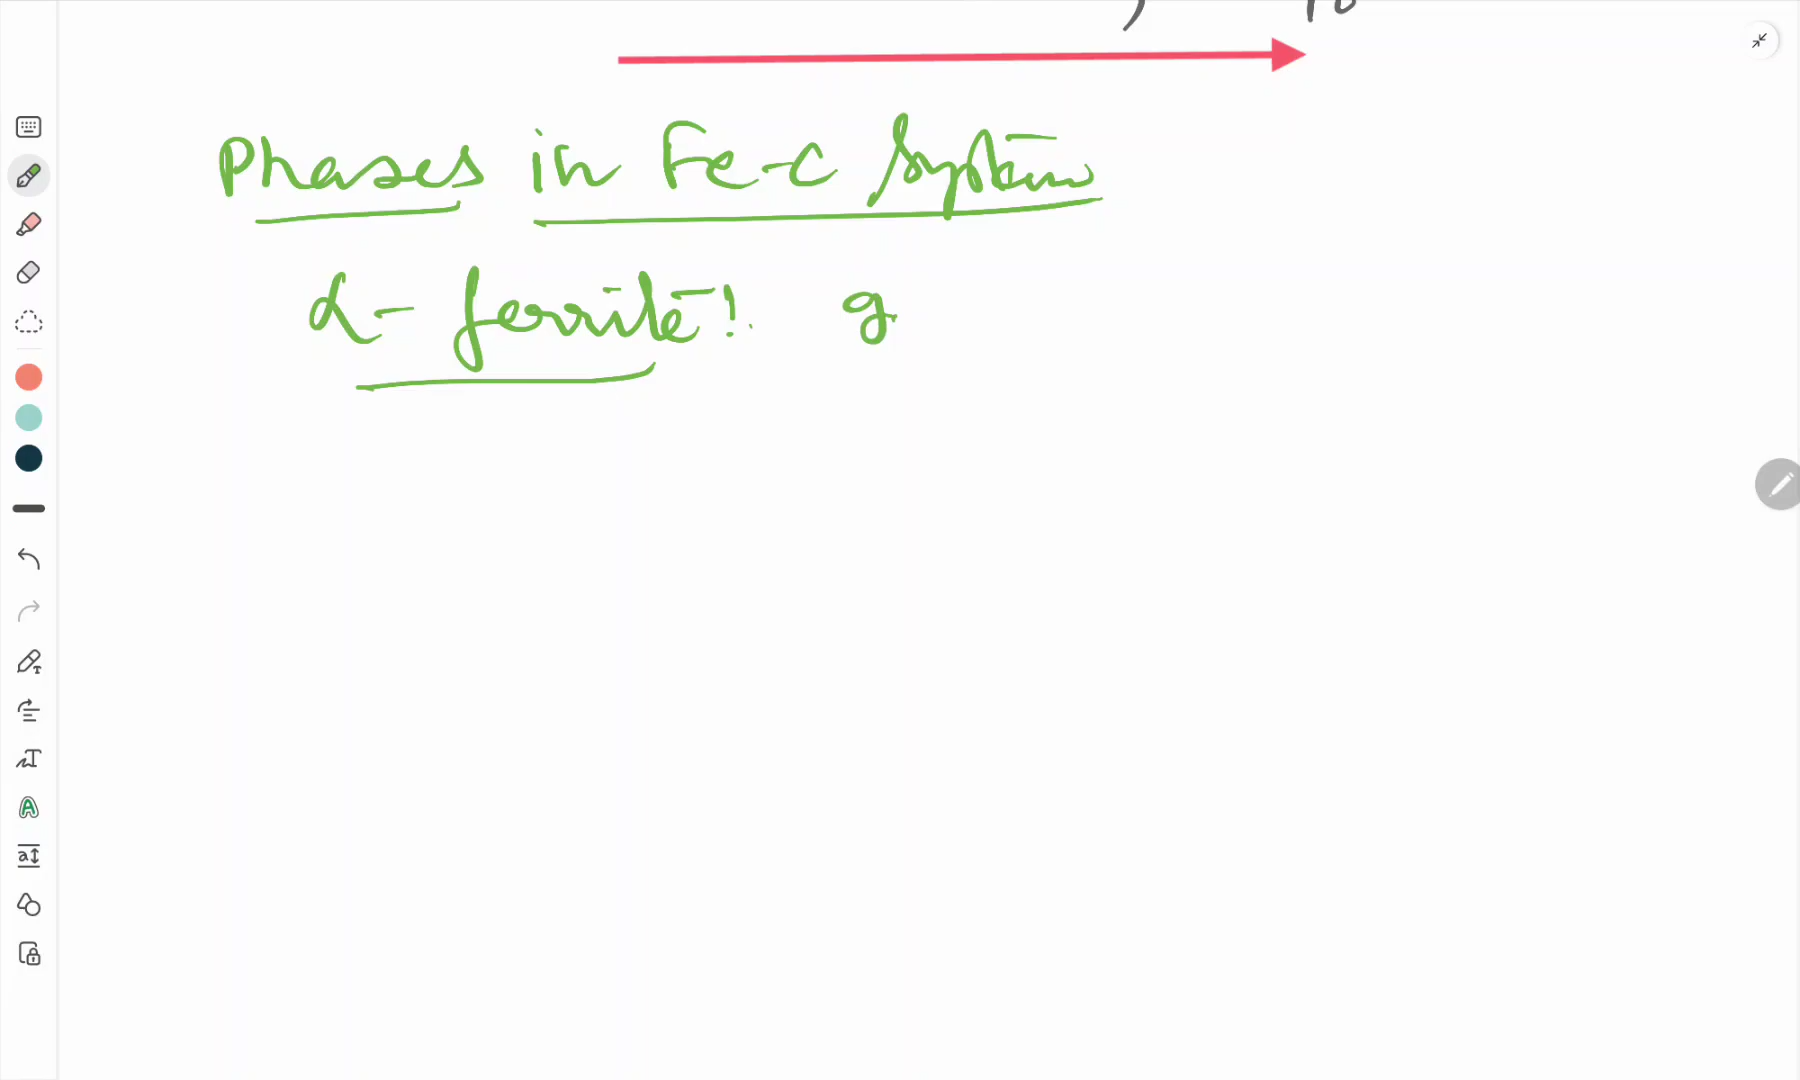 Phases in Fe-C System
α- ferrite!. g